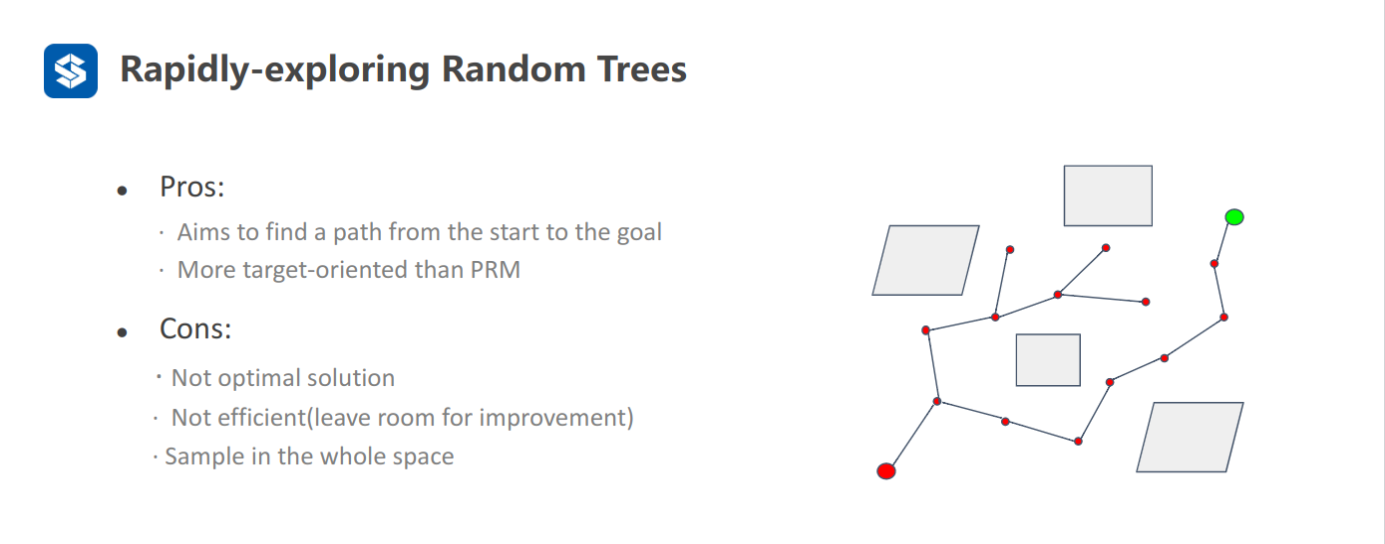 Rapidly-exploring Random Trees
• Pros:
· Aims to find a path from the start to the goal
· More target-oriented than PRM
• Cons:
· Not optimal solution
· Not efficient(leave room for improvement)
· Sample in the whole space